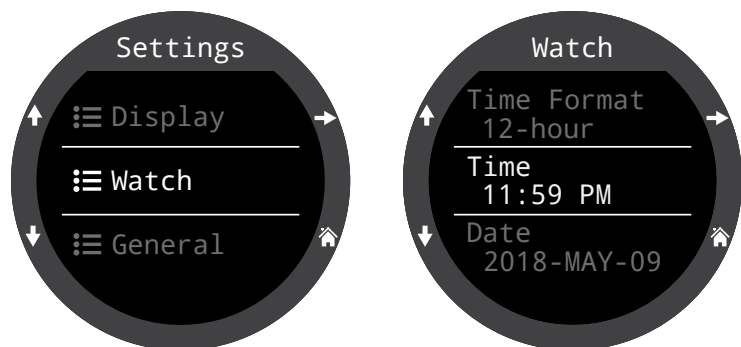 Settings
Display
Watch
General
Watch
Time Format
12-hour
Time
11:59 PM
Date
2018-MAY-09